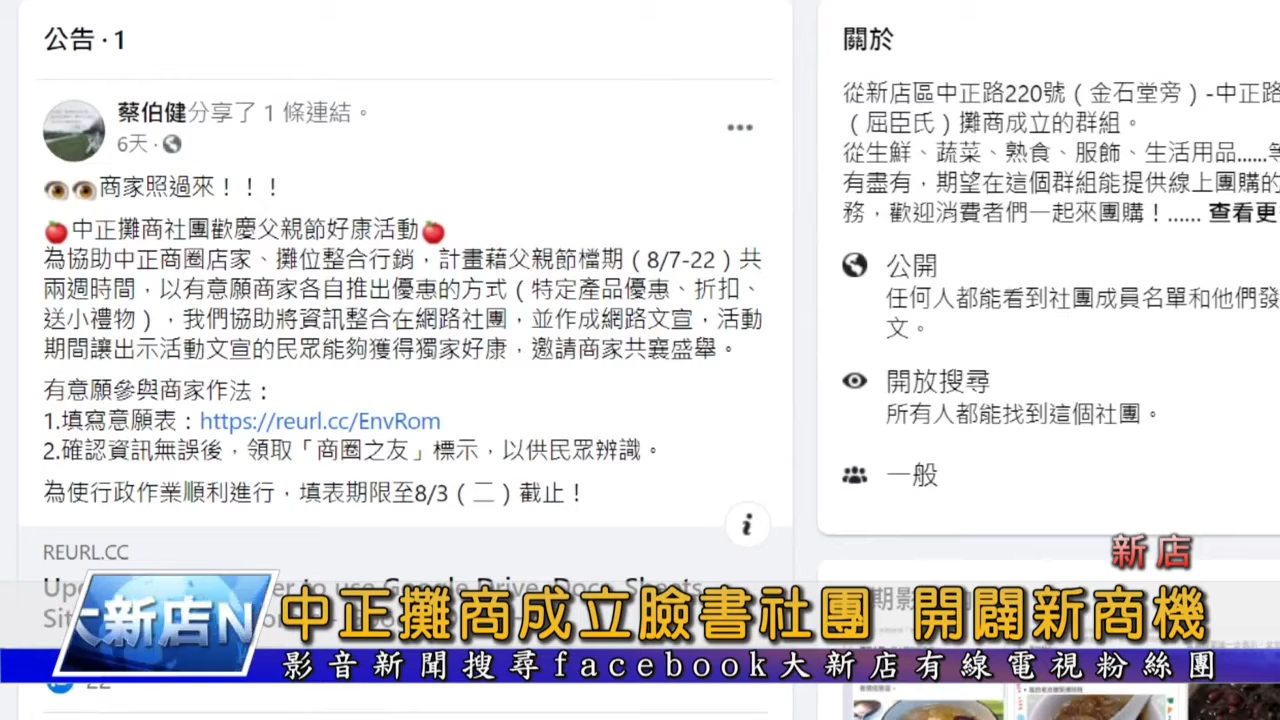 公告·1
蔡伯健分享了 1 條連結。
6天·
商家照過來！！！
中正攤商社團歡慶父親節好康活動
為協助中正商圈店家、攤位整合行銷，計畫藉父親節檔期（8/7-22）共
兩週時間，以有意願商家各自推出優惠的方式（特定產品優惠、折扣、
送小禮物），我們協助將資訊整合在網路社團，並作成網路文宣，活動
期間讓出示活動文宣的民眾能夠獲得獨家好康，邀請商家共襄盛舉。
有意願參與商家作法：
1.填寫意願表：https://reurl.cc/EnvRom
2.確認資訊無誤後，領取「商圈之友」標示，以供民眾辨識。
為使行政作業順利進行，填表期限至8/3（二）截止！
REURL.CC
關於
從新店區中正路220號（金石堂旁）-中正路
（屈臣氏）攤商成立的群組。
從生鮮、蔬菜、熟食、服飾、生活用品......等
有盡有，期望在這個群組能提供線上團購的
務，歡迎消費者們一起來團購！...... 查看更
公開
任何人都能看到社團成員名單和他們發
文。
開放搜尋
所有人都能找到這個社團。
一般
新店
大新店N
中正攤商成立臉書社團 開闢新商機
影音新聞搜尋facebook大新店有線電視粉絲團
22